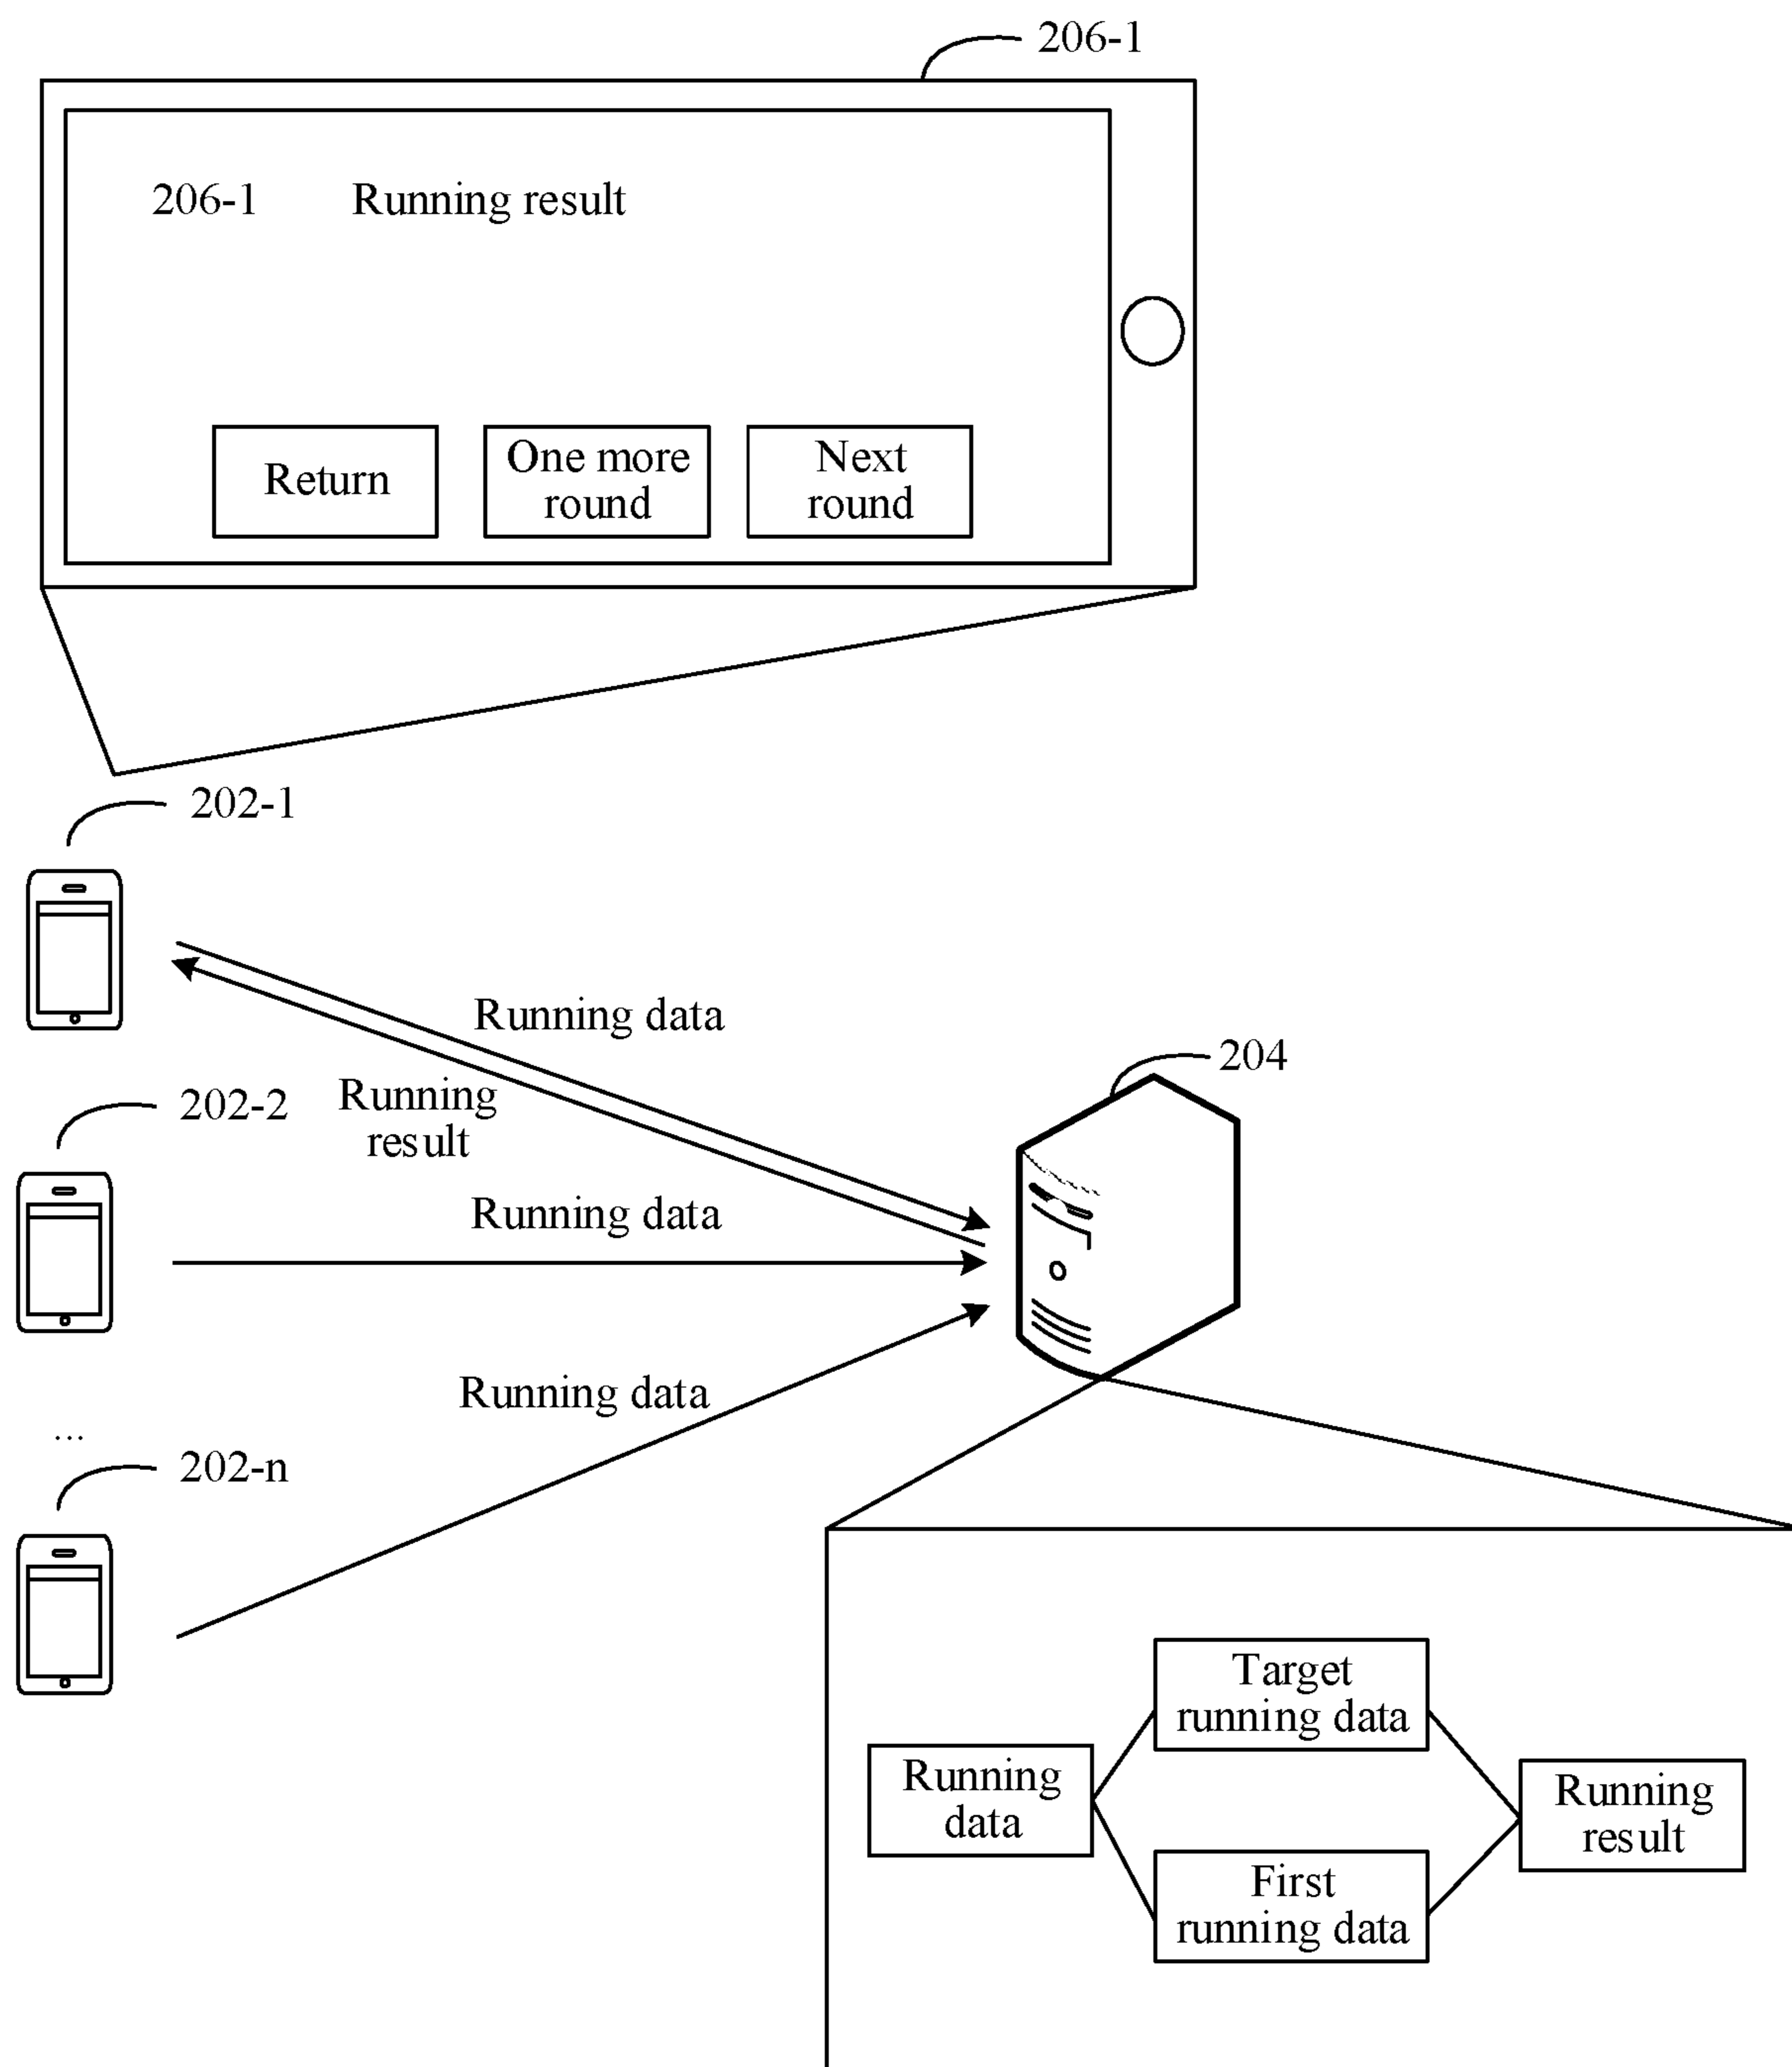 206-1
206-1 Running result
Return
One more
round
Next
round
202-1
Running data
204
202-2
Running
result
Running data
Running data
...
202-n
Target
running data
Running
data
Running
result
First
running data